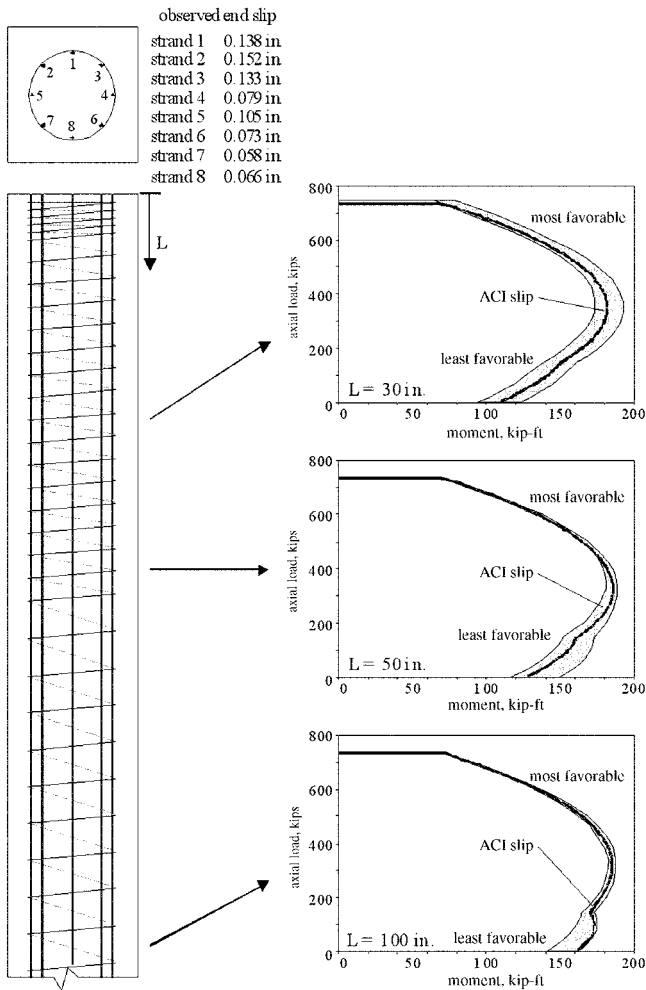 observed end slip
strand 1 0.138 in.
strand 2 0.152 in
strand 3 0.133 in
strand 4 0.079 in.
strand 5 0.105 in.
strand 6 0.073 in.
strand 7 0.058 in
strand 8 0.066 in
1
2
3
5
4
7
6
8
L
800
600
400
200
0
axial load, kips
most favorable
ACI slip
least favorable
L = 30 in.
0 50 100 150 200
moment, kip-ft
800
600
400
200
0
axial load, kips
most favorable
ACI slip
least favorable
L = 50 in.
0 50 100 150 200
moment, kip-ft
800
600
400
200
0
axial load, kips
most favorable
ACI slip
least favorable
L = 100 in.
0 50 100 150 200
moment, kip-ft